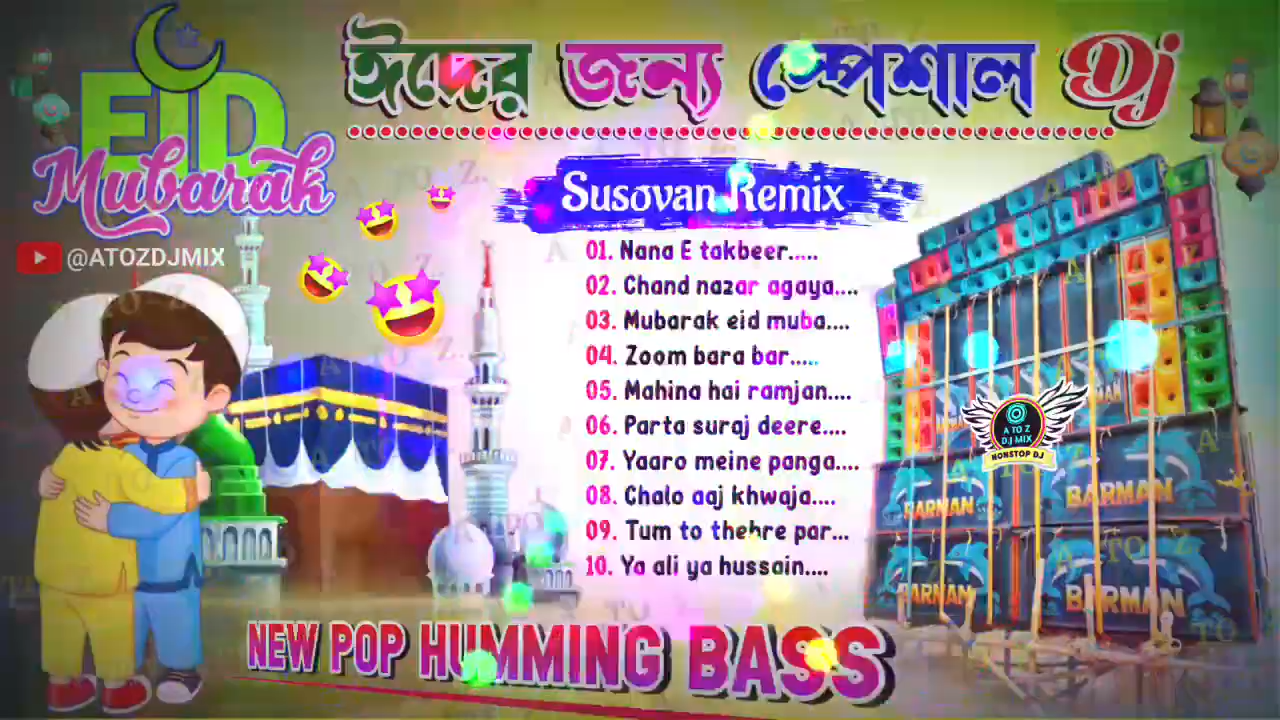 ঈদের জন্য স্পেশাল Dj
EID
Mubarak
@ATOZDJMIX
Susovan Remix
01. Nana E takbeer.....
02. Chand nazar agaya....
03. Mubarak eid muba....
04. Zoom bara bar.....
05. Mahina hai ramjan....
06. Parta suraj deere....
07. Yaaro meine panga....
08. Chalo aaj khwaja....
09. Tum to thehre par...
10. Ya ali ya hussain....
A TO Z
DJ MIX
NONSTOP DJ
BARMAN
BARMAN
BARMAN
BARMAN
NEW POP HUMMING BASS